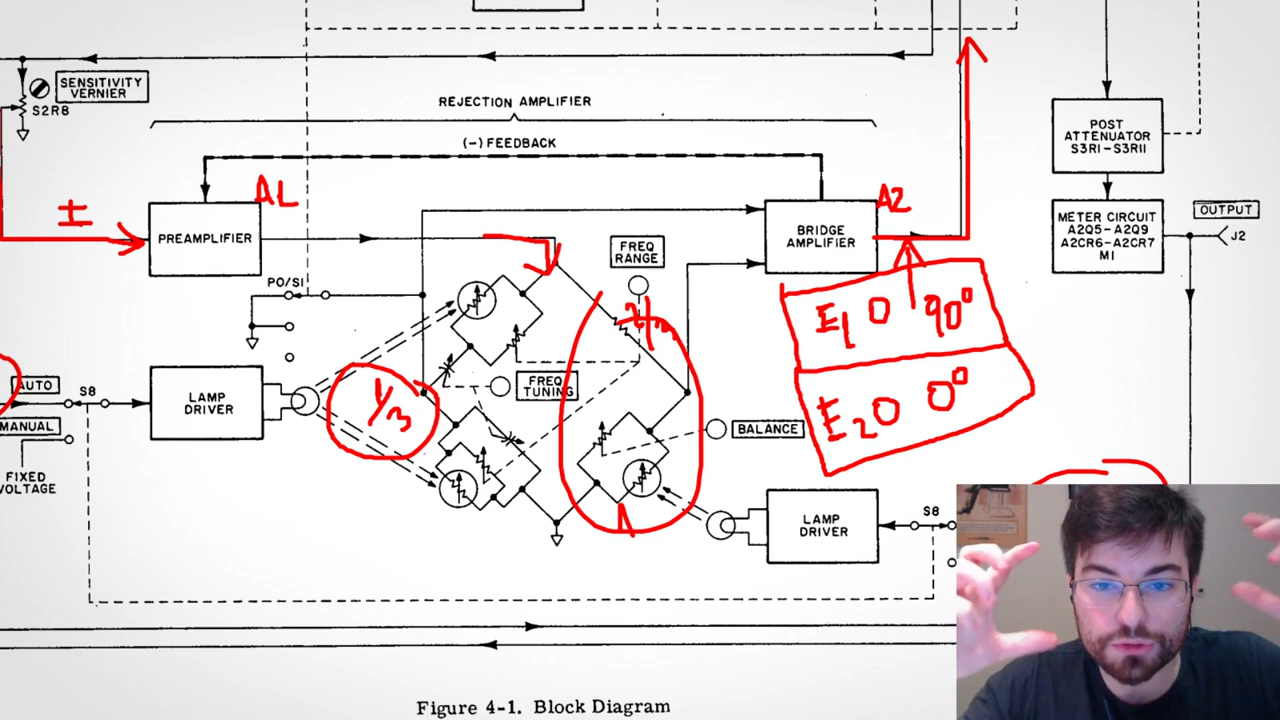 SENSITIVITY
VERNIER
S2R8
REJECTION AMPLIFIER
(-) FEEDBACK
POST
ATTENUATOR
S3R1-S3R11
±
A1
PREAMPLIFIER
A2
BRIDGE
AMPLIFIER
METER CIRCUIT
A2Q5-A2Q9
A2CR6-A2CR7
M1
OUTPUT
J2
FREQ
RANGE
PO/S1
E1 0 90°
E2 0 0°
AUTO
S8
MANUAL
FIXED
VOLTAGE
LAMP
DRIVER
1/3
FREQ
TUNING
BALANCE
LAMP
DRIVER
S8
Figure 4-1. Block Diagram